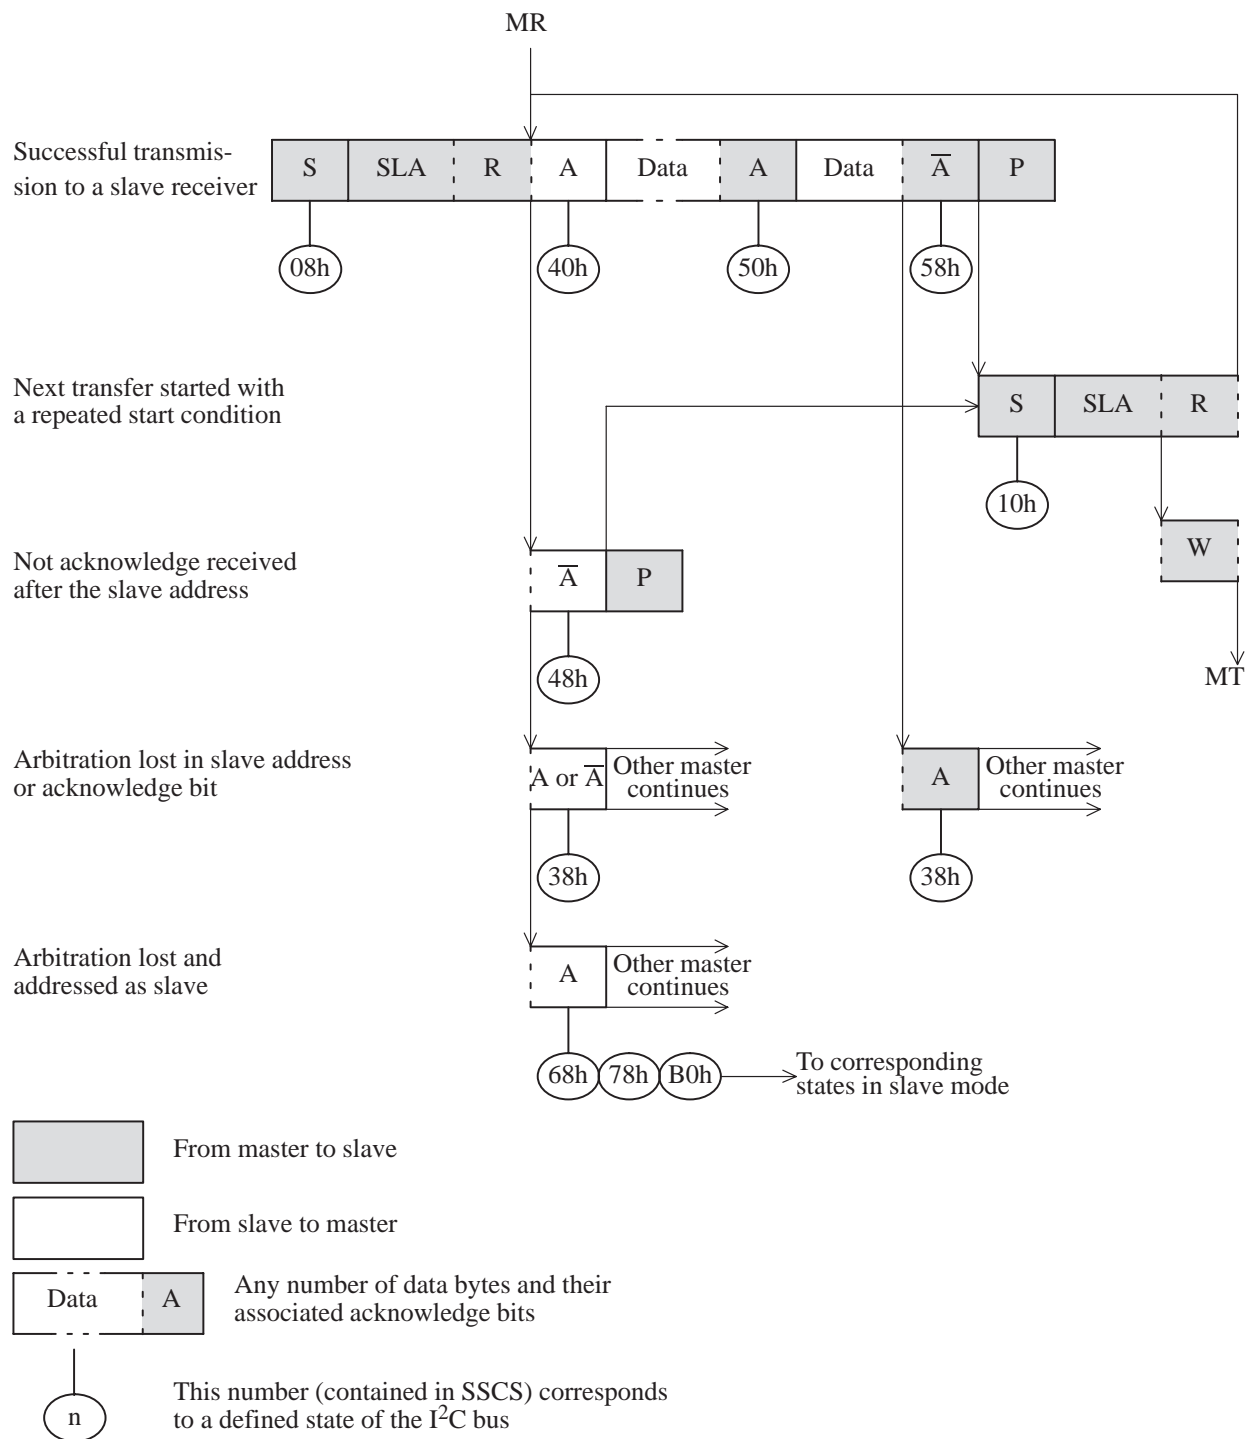 MR
Successful transmis-
sion to a slave receiver
S SLA R A Data A Data A̅ P
08h 40h 50h 58h
Next transfer started with
a repeated start condition
S SLA R
10h
Not acknowledge received
after the slave address
A̅ P
W
48h
MT
Arbitration lost in slave address
or acknowledge bit
A or A̅ Other master
continues
A Other master
continues
38h 38h
Arbitration lost and
addressed as slave
A Other master
continues
68h 78h B0h To corresponding
states in slave mode
From master to slave
From slave to master
Data A Any number of data bytes and their
associated acknowledge bits
n This number (contained in SSCS) corresponds
to a defined state of the I²C bus